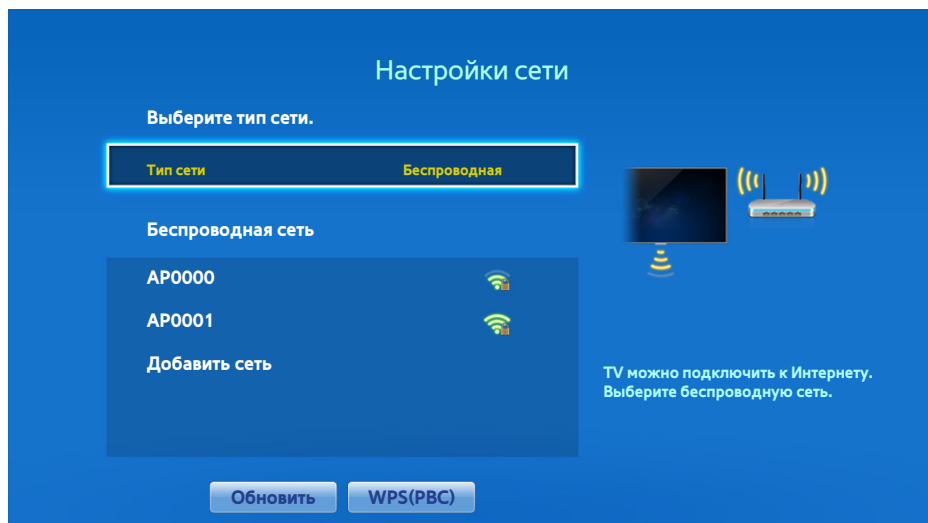 Настройки сети
Выберите тип сети.
Тип сети Беспроводная
Беспроводная сеть
AP0000
AP0001
Добавить сеть
TV можно подключить к Интернету.
Выберите беспроводную сеть.
Обновить WPS(PBC)